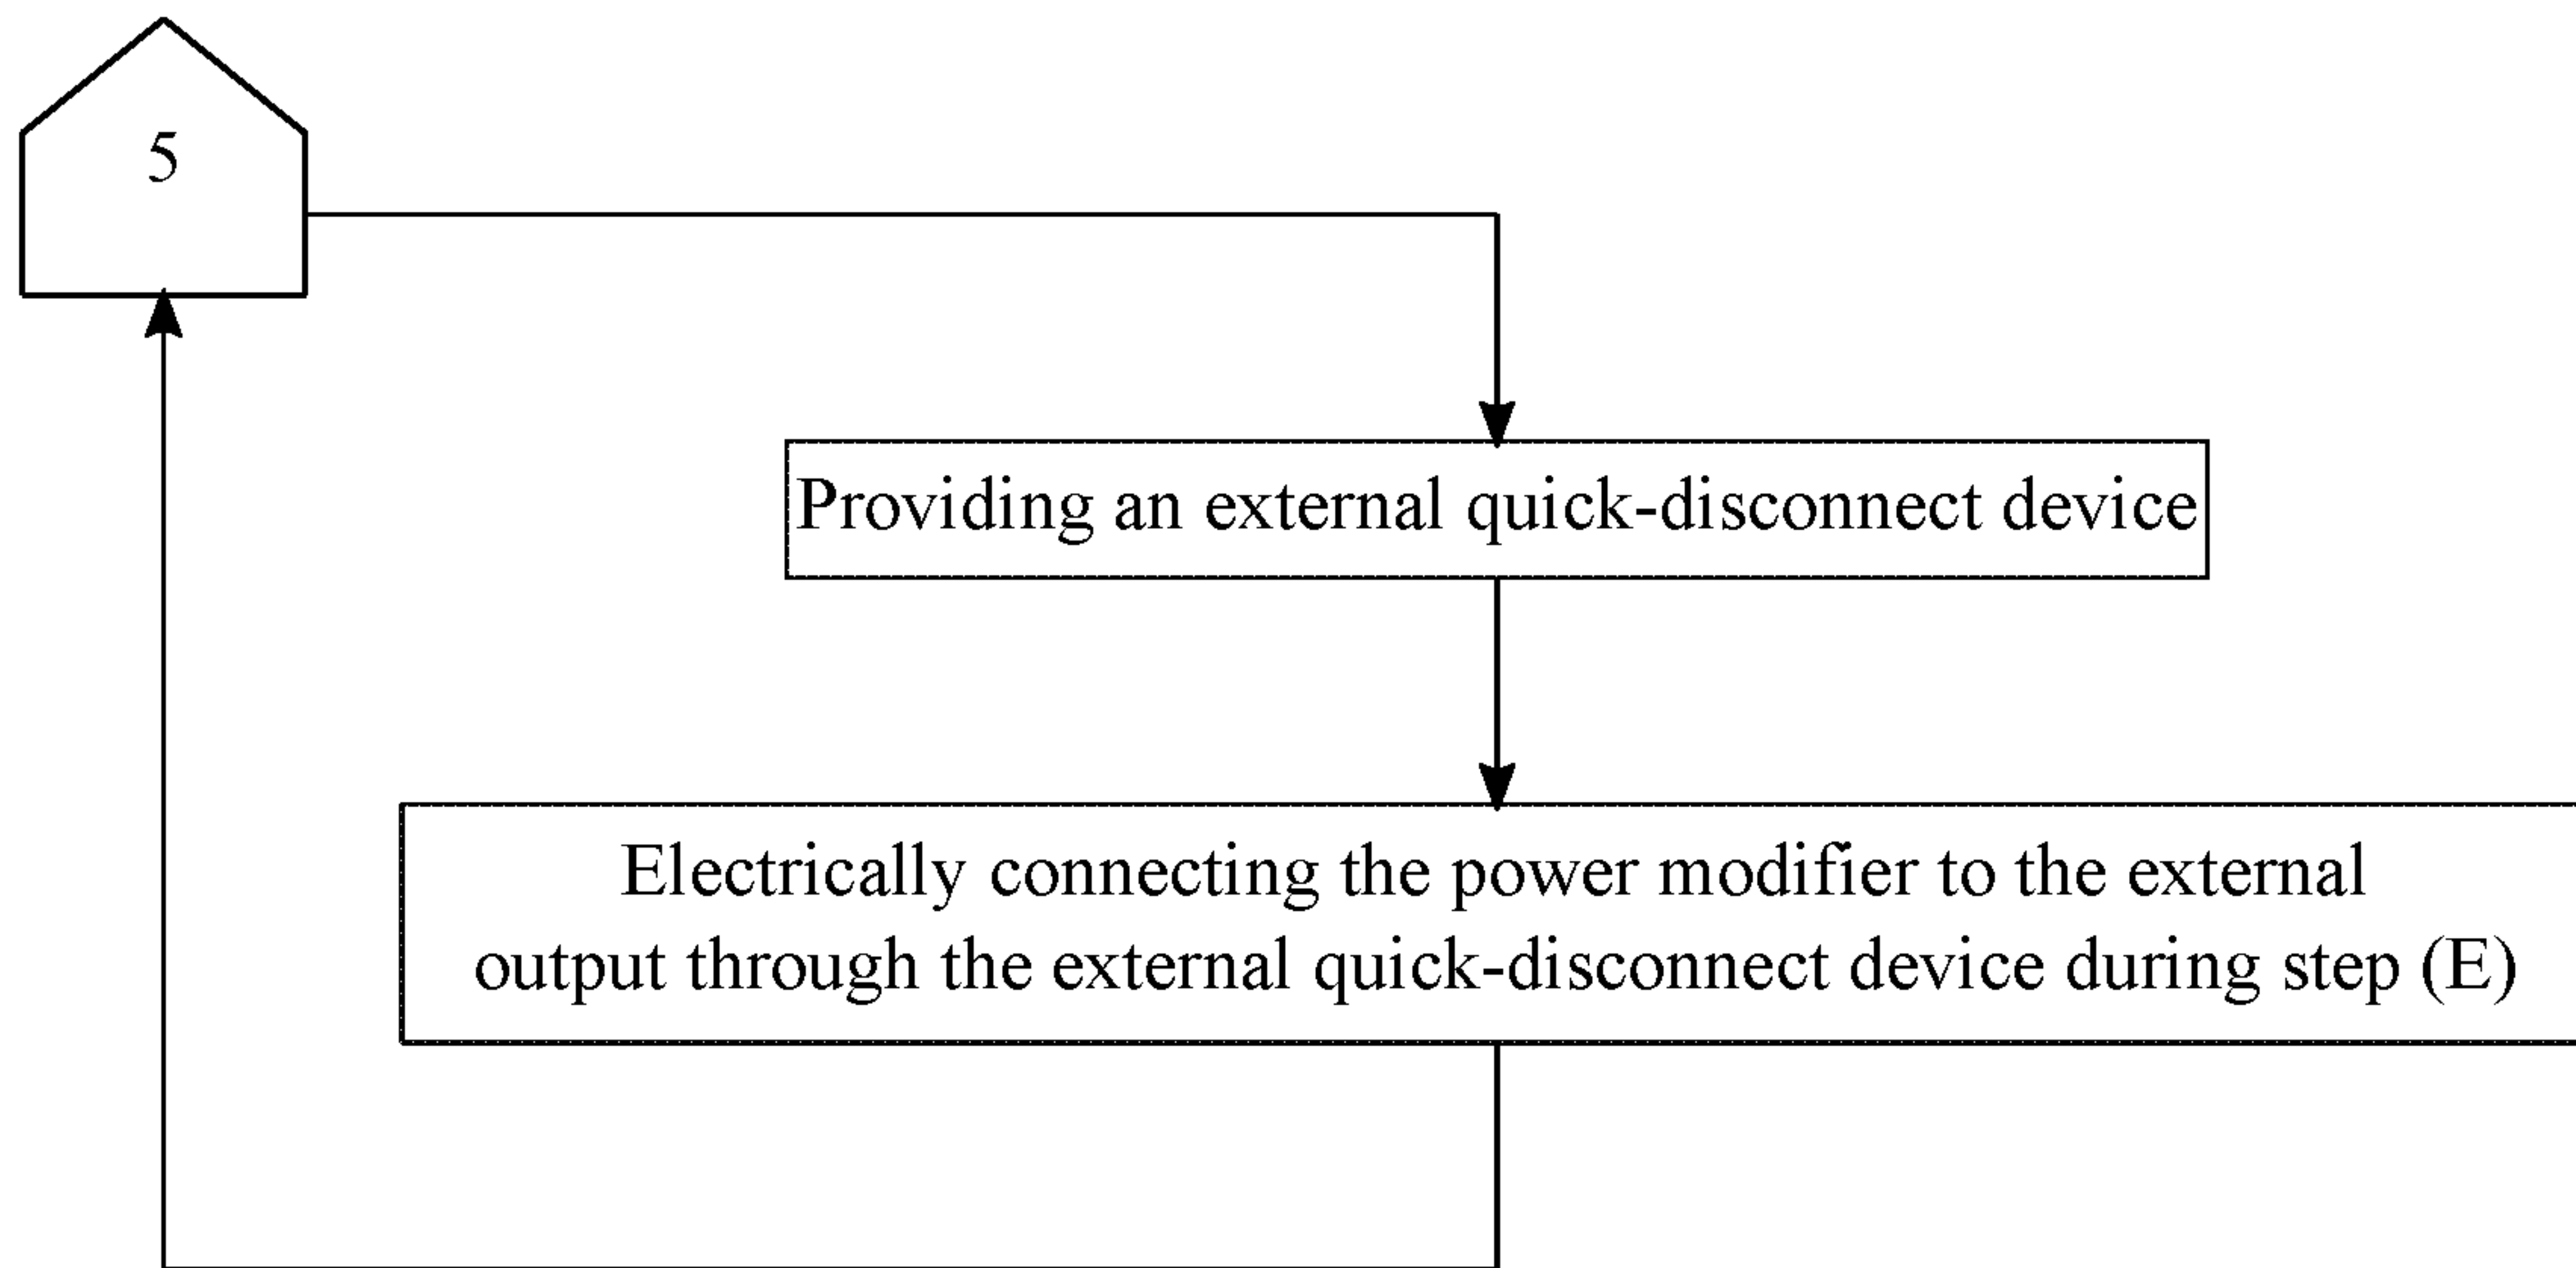 5
Providing an external quick-disconnect device
Electrically connecting the power modifier to the external
output through the external quick-disconnect device during step (E)